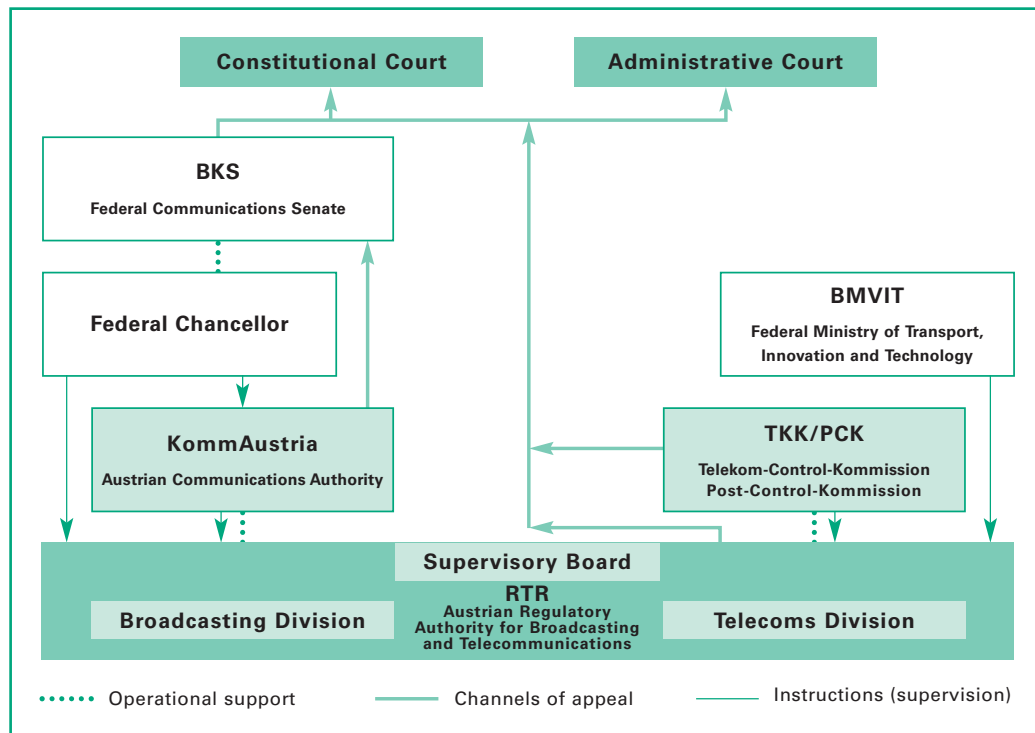 Constitutional Court
Administrative Court
BKS
Federal Communications Senate
Federal Chancellor
BMVIT
Federal Ministry of Transport,
Innovation and Technology
KommAustria
Austrian Communications Authority
TKK/PCK
Telekom-Control-Kommission
Post-Control-Kommission
Supervisory Board
RTR
Austrian Regulatory
Authority for Broadcasting
and Telecommunications
Broadcasting Division
Telecoms Division
Operational support
Channels of appeal
Instructions (supervision)